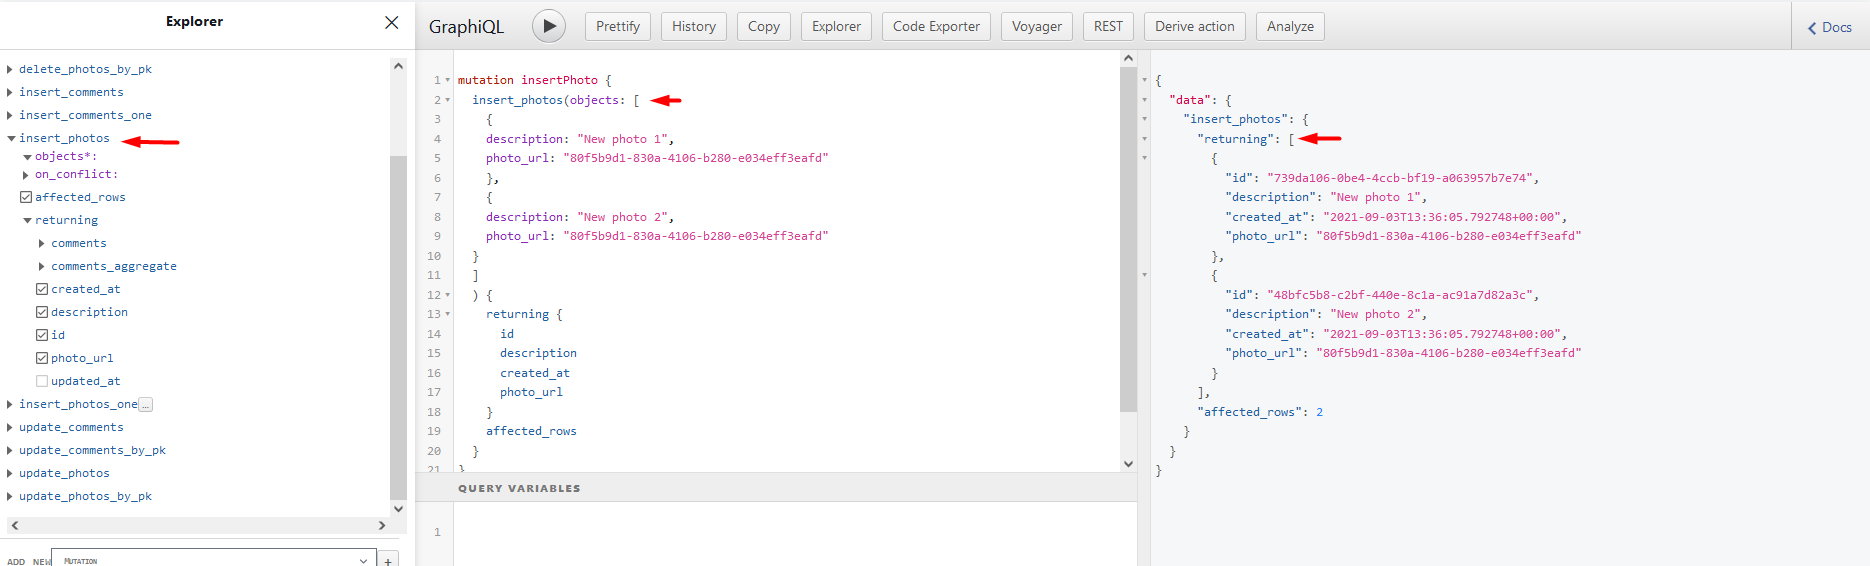 Explorer
delete_photos_by_pk
insert_comments
insert_comments_one
insert_photos
objects*:
on_conflict:
affected_rows
returning
comments
comments_aggregate
created_at
description
id
photo_url
updated_at
insert_photos_one ...
update_comments
update_comments_by_pk
update_photos
update_photos_by_pk
ADD NEW MUTATION +
GraphiQL Prettify History Copy Explorer Code Exporter Voyager REST Derive action Analyze Docs
1 mutation insertPhoto {
2 insert_photos(objects: [
3 {
4 description: "New photo 1",
5 photo_url: "80f5b9d1-830a-4106-b280-e034eff3eafd"
6 },
7 {
8 description: "New photo 2",
9 photo_url: "80f5b9d1-830a-4106-b280-e034eff3eafd"
10 }
11 ]
12 ) {
13 returning {
14 id
15 description
16 created_at
17 photo_url
18 }
19 affected_rows
20 }
21 }
QUERY VARIABLES
1
{
"data": {
"insert_photos": {
"returning": [
{
"id": "739da106-0be4-4ccb-bf19-a063957b7e74",
"description": "New photo 1",
"created_at": "2021-09-03T13:36:05.792748+00:00",
"photo_url": "80f5b9d1-830a-4106-b280-e034eff3eafd"
},
{
"id": "48bfc5b8-c2bf-440e-8c1a-ac91a7d82a3c",
"description": "New photo 2",
"created_at": "2021-09-03T13:36:05.792748+00:00",
"photo_url": "80f5b9d1-830a-4106-b280-e034eff3eafd"
}
],
"affected_rows": 2
}
}
}